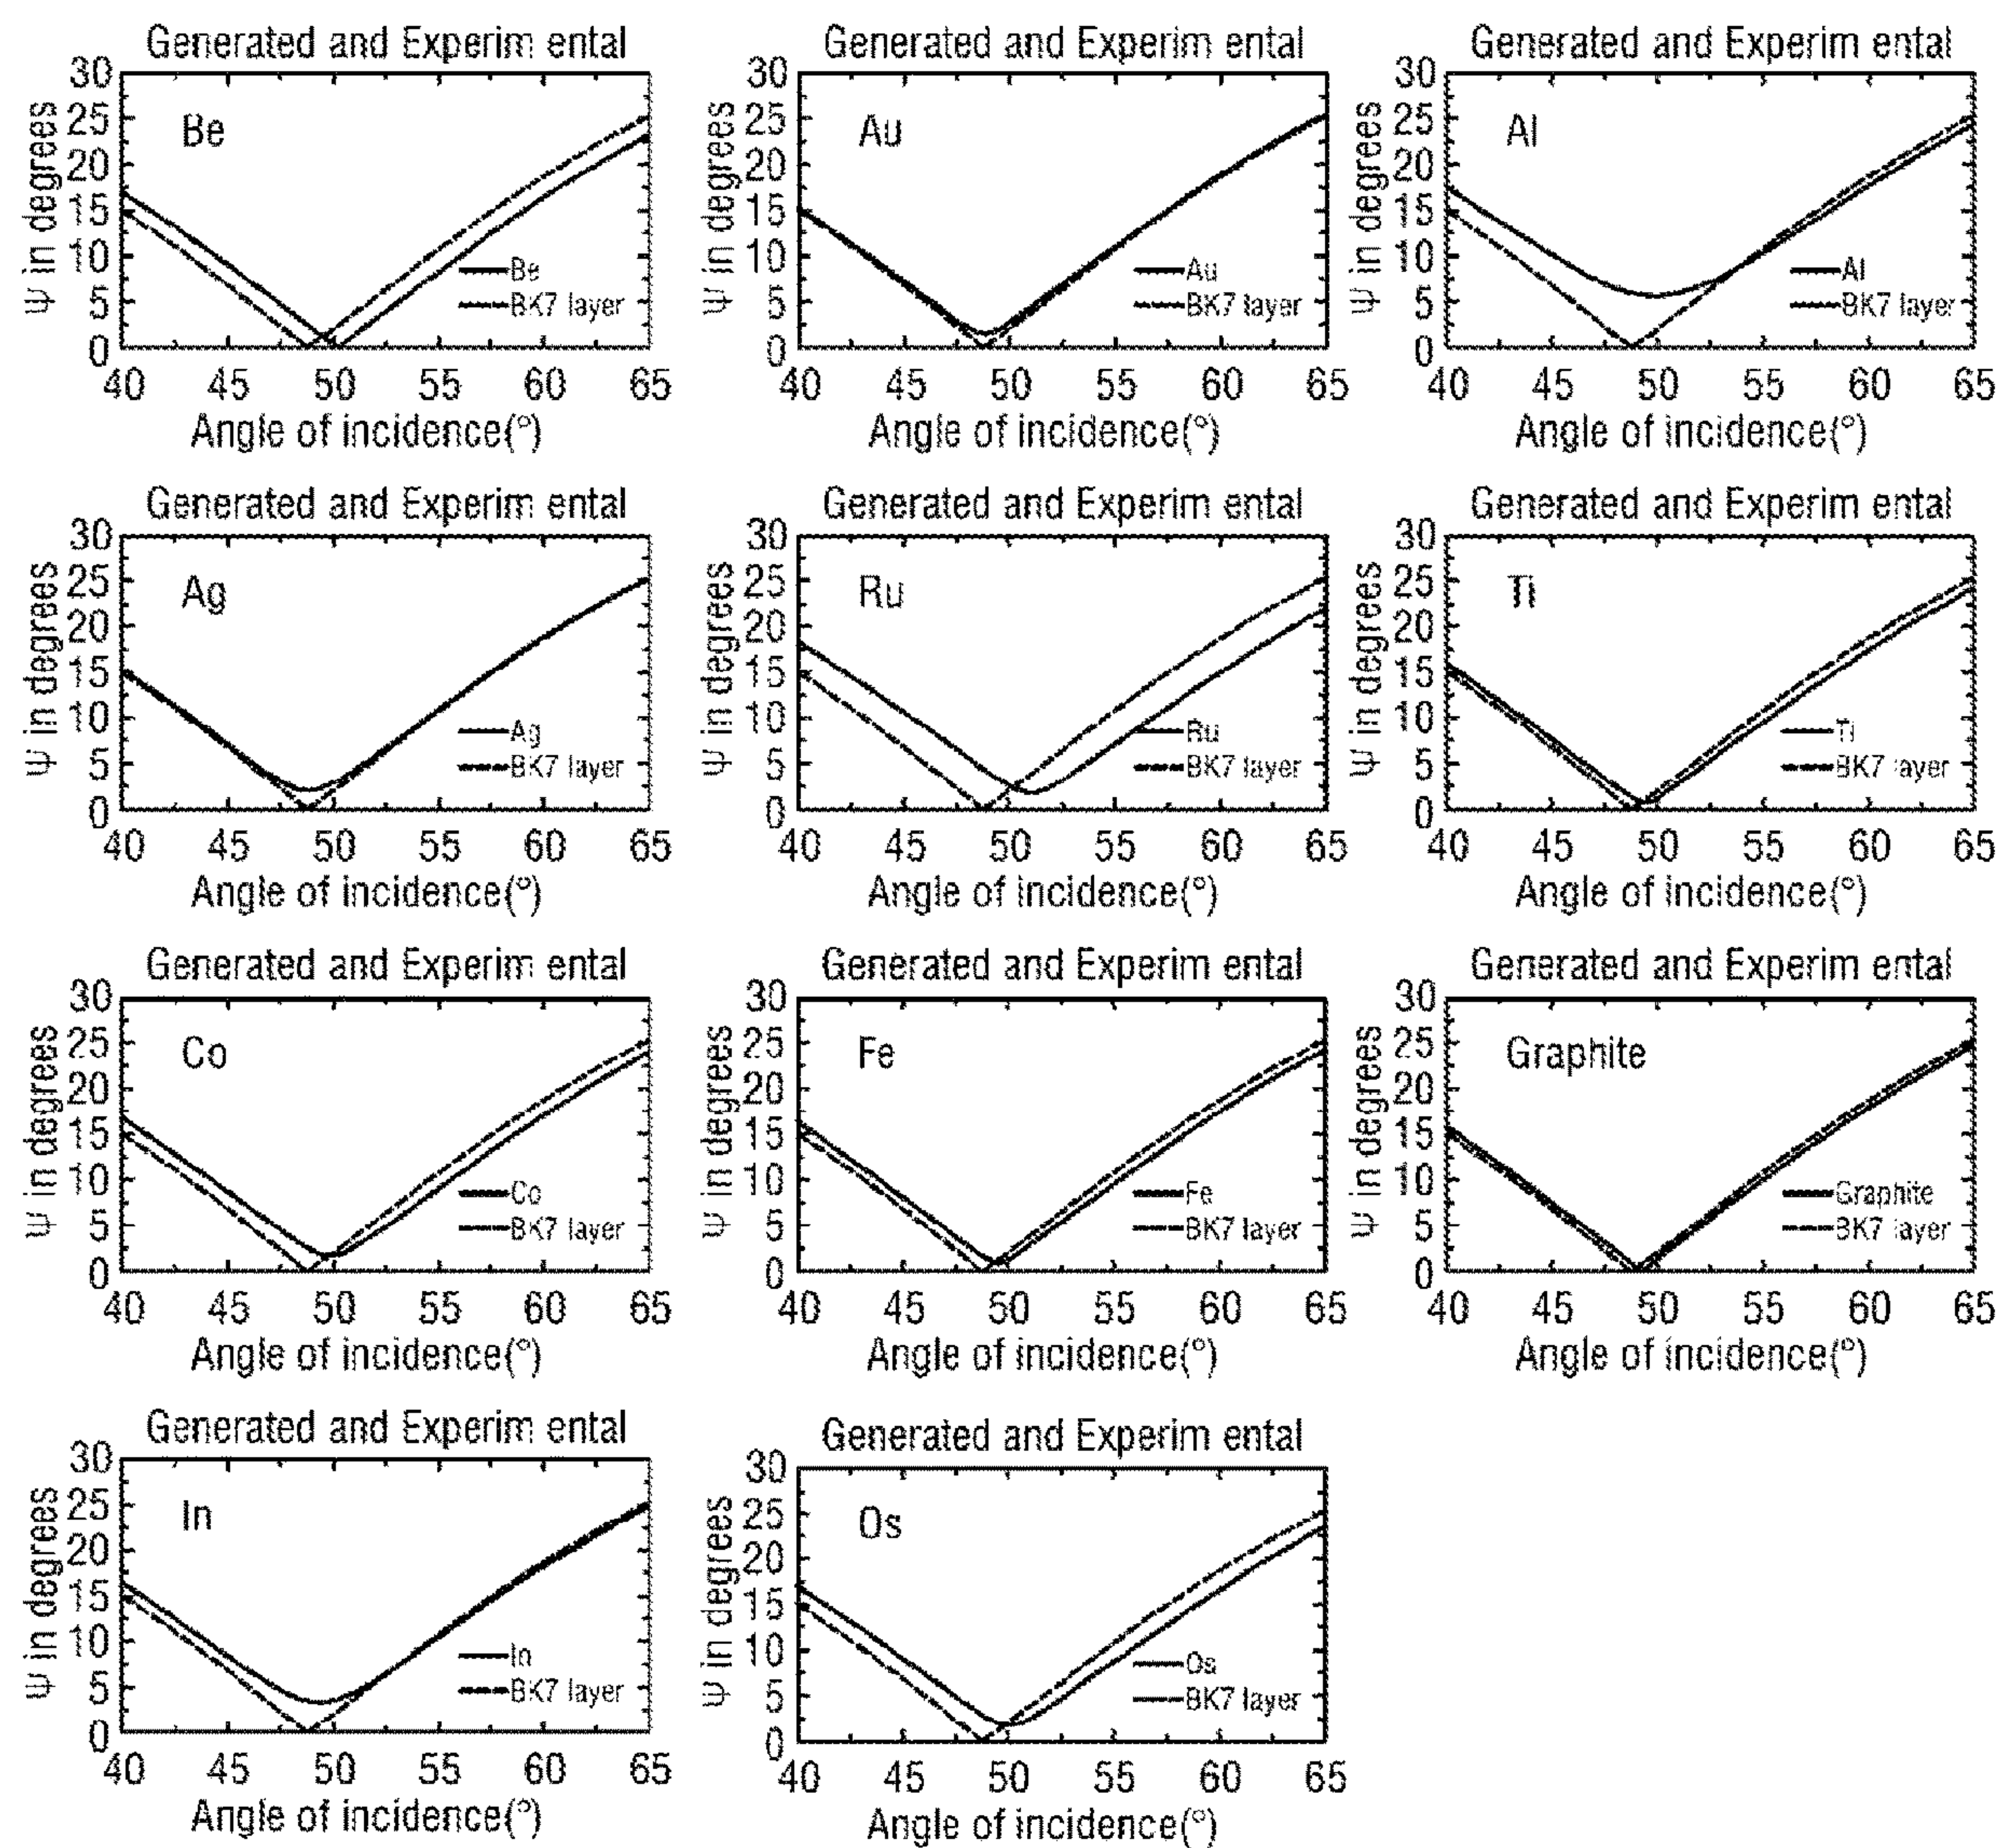 Generated and Experim ental
Ψ in degrees
30
25
20
15
10
5
0
Be
Be
BK7 layer
40 45 50 55 60 65
Angle of incidence(°)
Generated and Experim ental
Ψ in degrees
30
25
20
15
10
5
0
Au
Au
BK7 layer
40 45 50 55 60 65
Angle of incidence(°)
Generated and Experim ental
Ψ in degrees
30
25
20
15
10
5
0
Al
Al
BK7 layer
40 45 50 55 60 65
Angle of incidence(°)
Generated and Experim ental
Ψ in degrees
30
25
20
15
10
5
0
Ag
Ag
BK7 layer
40 45 50 55 60 65
Angle of incidence(°)
Generated and Experim ental
Ψ in degrees
30
25
20
15
10
5
0
Ru
Ru
BK7 layer
40 45 50 55 60 65
Angle of incidence(°)
Generated and Experim ental
Ψ in degrees
30
25
20
15
10
5
0
Ti
Ti
BK7 layer
40 45 50 55 60 65
Angle of incidence(°)
Generated and Experim ental
Ψ in degrees
30
25
20
15
10
5
0
Co
Co
BK7 layer
40 45 50 55 60 65
Angle of incidence(°)
Generated and Experim ental
Ψ in degrees
30
25
20
15
10
5
0
Fe
Fe
BK7 layer
40 45 50 55 60 65
Angle of incidence(°)
Generated and Experim ental
Ψ in degrees
30
25
20
15
10
5
0
Graphite
Graphite
BK7 layer
40 45 50 55 60 65
Angle of incidence(°)
Generated and Experim ental
Ψ in degrees
30
25
20
15
10
5
0
In
In
BK7 layer
40 45 50 55 60 65
Angle of incidence(°)
Generated and Experim ental
Ψ in degrees
30
25
20
15
10
5
0
Os
Os
BK7 layer
40 45 50 55 60 65
Angle of incidence(°)